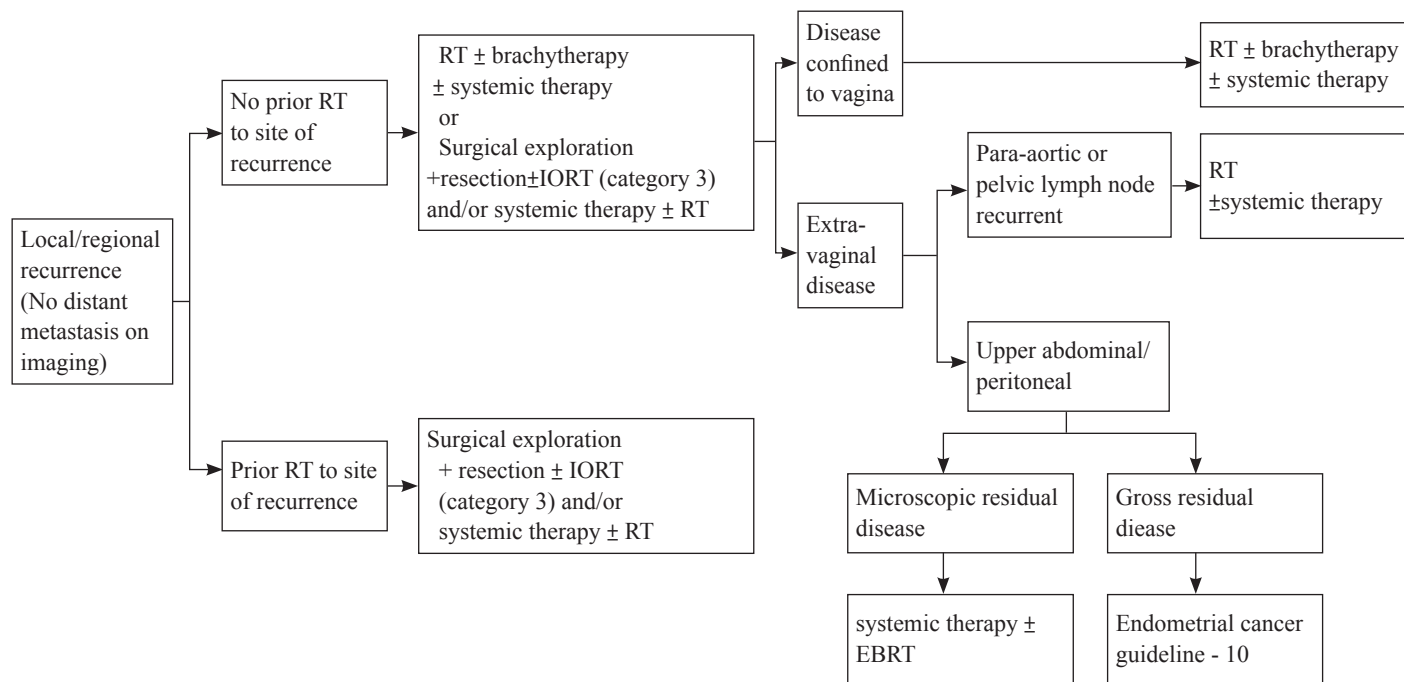 Local/regional
recurrence
(No distant
metastasis on
imaging)
No prior RT
to site of
recurrence
RT ± brachytherapy
± systemic therapy
or
Surgical exploration
+resection±IORT (category 3)
and/or systemic therapy ± RT
Disease
confined
to vagina
RT ± brachytherapy
± systemic therapy
Extra-
vaginal
disease
Para-aortic or
pelvic lymph node
recurrent
RT
±systemic therapy
Upper abdominal/
peritoneal
Microscopic residual
disease
systemic therapy ±
EBRT
Gross residual
diease
Endometrial cancer
guideline - 10
Prior RT to site
of recurrence
Surgical exploration
+ resection ± IORT
(category 3) and/or
systemic therapy ± RT